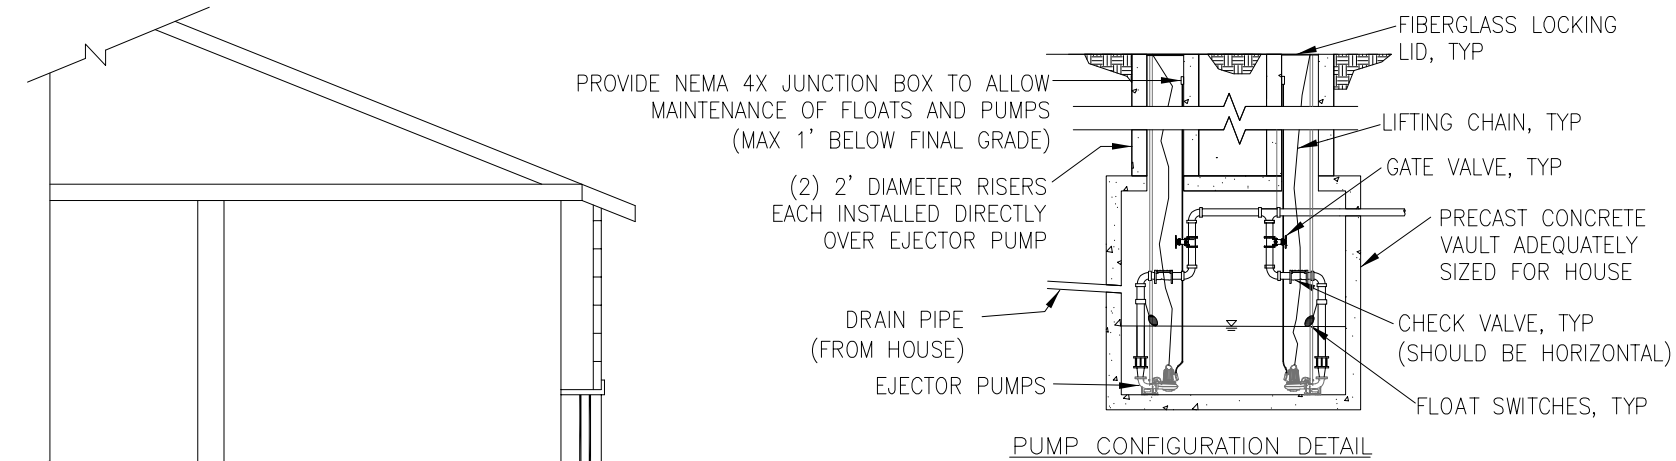 FIBERGLASS LOCKING
LID, TYP
PROVIDE NEMA 4X JUNCTION BOX TO ALLOW
MAINTENANCE OF FLOATS AND PUMPS
(MAX 1' BELOW FINAL GRADE)
LIFTING CHAIN, TYP
GATE VALVE, TYP
(2) 2' DIAMETER RISERS
EACH INSTALLED DIRECTLY
OVER EJECTOR PUMP
PRECAST CONCRETE
VAULT ADEQUATELY
SIZED FOR HOUSE
DRAIN PIPE
(FROM HOUSE)
CHECK VALVE, TYP
(SHOULD BE HORIZONTAL)
EJECTOR PUMPS
FLOAT SWITCHES, TYP
PUMP CONFIGURATION DETAIL